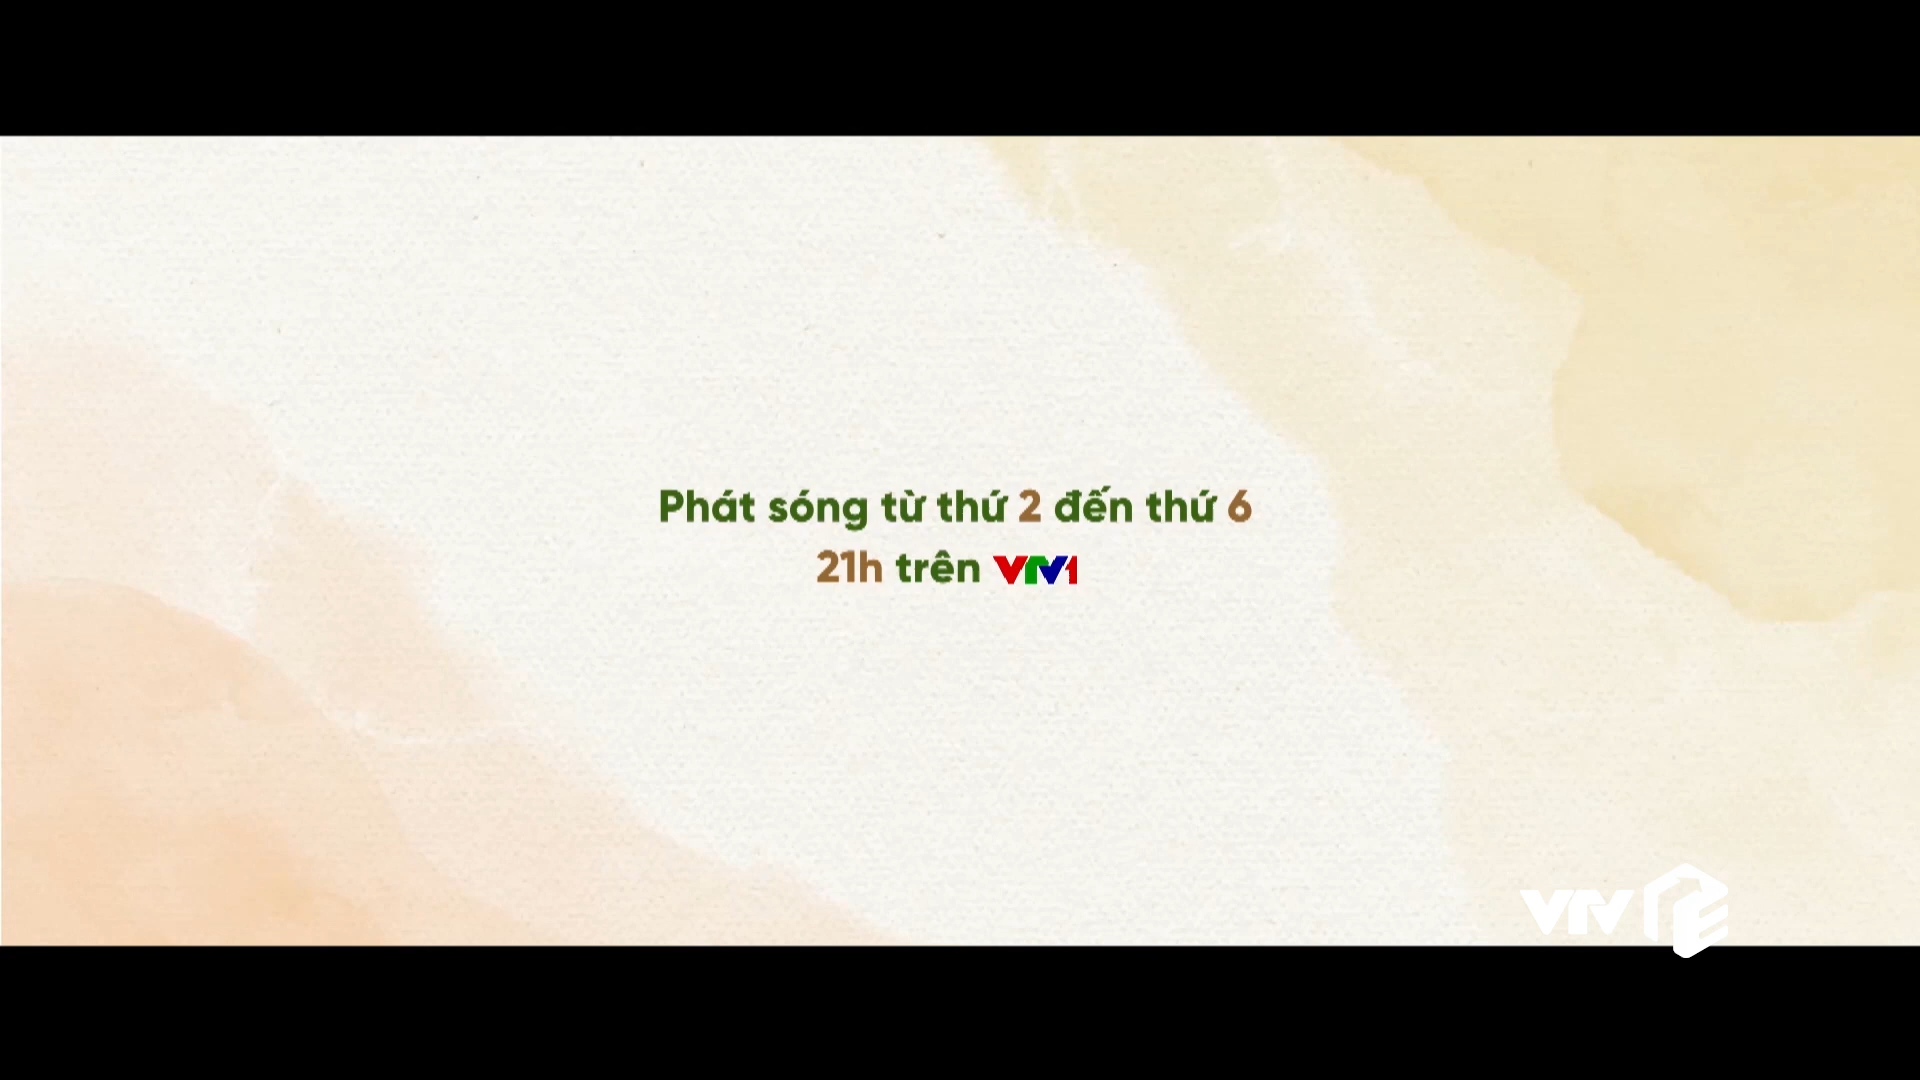 Phát sóng từ thứ 2 đến thứ 6
21h trên VTV1
VTV